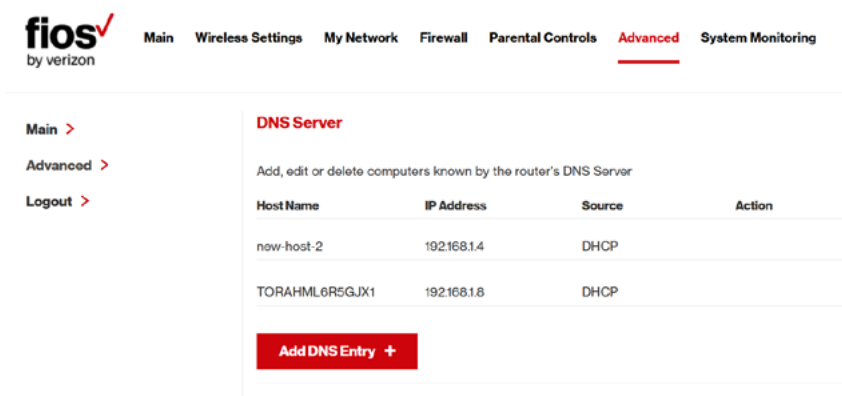 fios
by verizon
Main Wireless Settings My Network Firewall Parental Controls Advanced System Monitoring
Main >
Advanced >
Logout >
DNS Server
Add, edit or delete computers known by the router's DNS Server
Host Name IP Address Source Action
new-host-2 192.168.1.4 DHCP
TORAHML6R5GJX1 192.168.1.8 DHCP
Add DNS Entry +